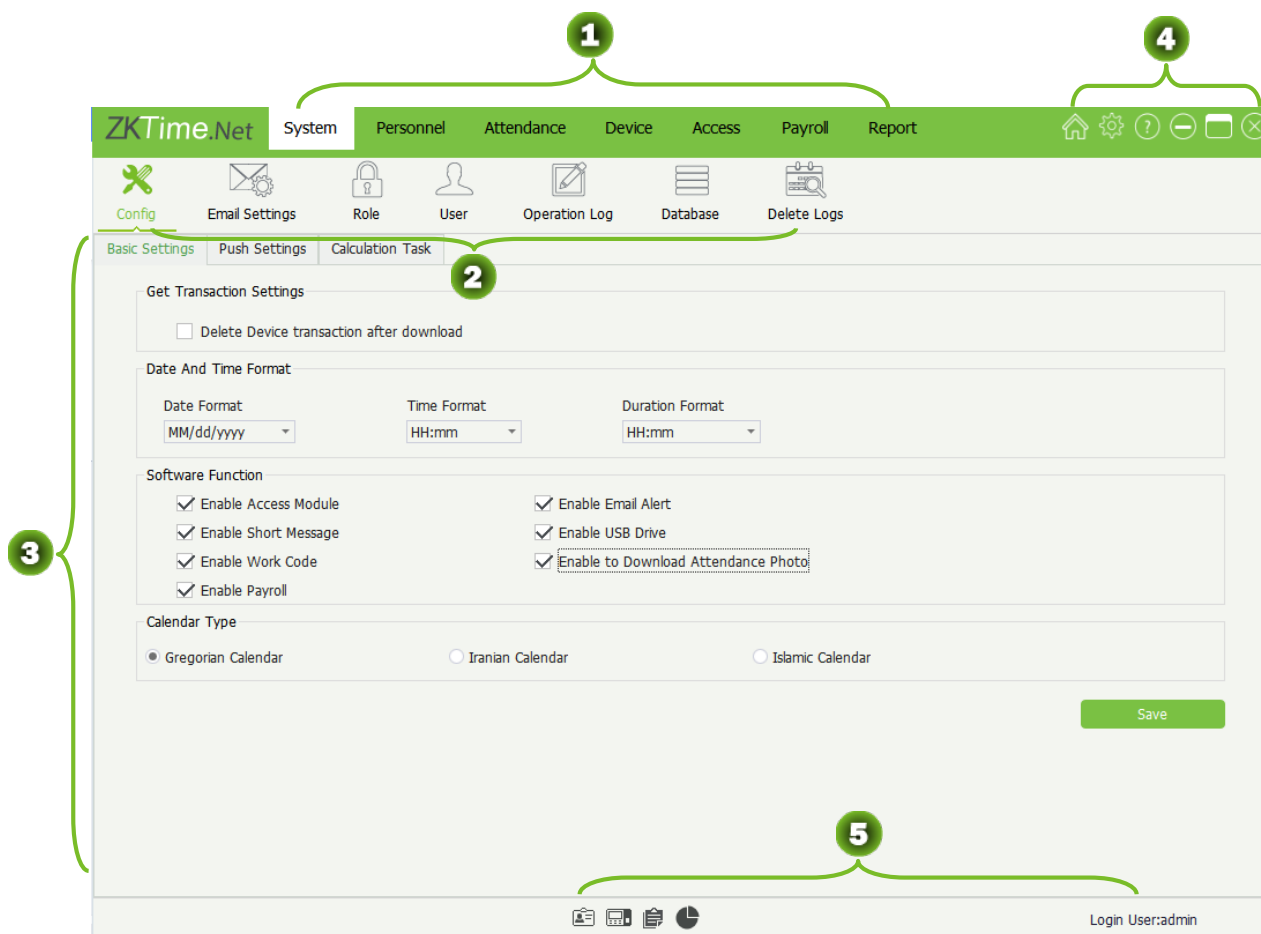 1
4
ZKTime.Net System Personnel Attendance Device Access Payroll Report ?
Config Email Settings Role User Operation Log Database Delete Logs
Basic Settings Push Settings Calculation Task
2
Get Transaction Settings
Delete Device transaction after download
Date And Time Format
Date Format Time Format Duration Format
MM/dd/yyyy HH:mm HH:mm
Software Function
Enable Access Module Enable Email Alert
Enable Short Message Enable USB Drive
3
Enable Work Code Enable to Download Attendance Photo
Enable Payroll
Calendar Type
Gregorian Calendar Iranian Calendar Islamic Calendar
Save
5
Login User:admin